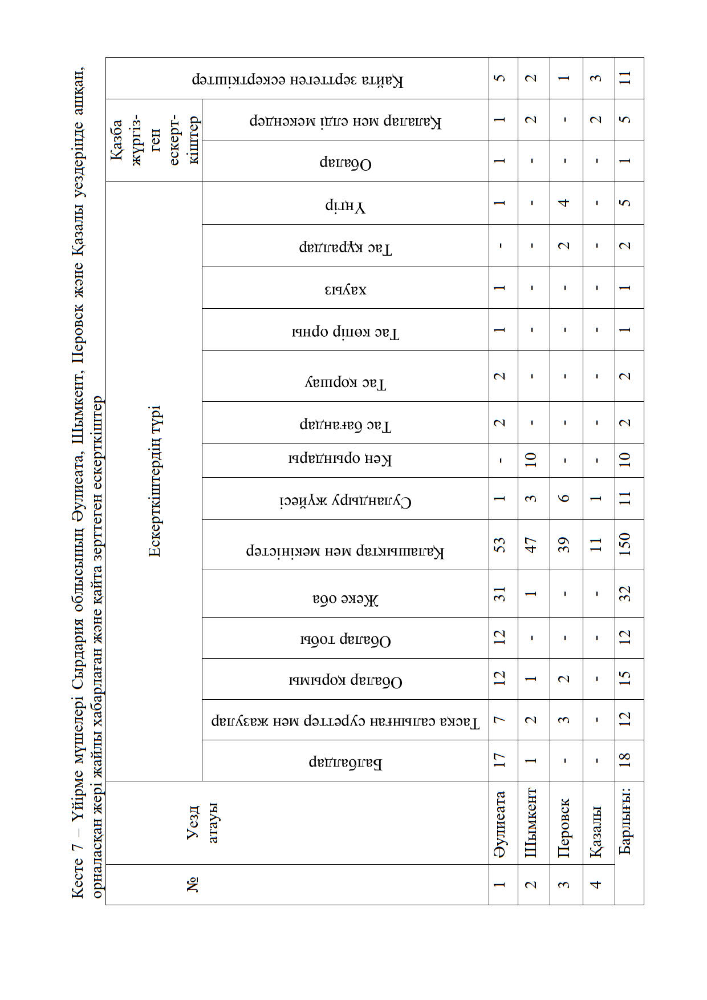 Кесте 7 – Үйірме мүшелері Сырдария облысының Әулиеата, Шымкент, Перовск және Қазалы уездерінде ашқан,
орналасқан жері жайлы хабарлаған және қайта зерттеген ескерткіштер
№
Уезд
атауы
Ескерткіштердің түрі
Қазба
жүргіз-
ген
ескерт-
кіштер
Қайта зерттеген ескерткіштер
Балбалдар
Тасқа салынған суреттер мен жазулар
Обалар қорымы
Обалар тобы
Жеке оба
Қалашықтар мен мекіністер
Суландыру жүйесі
Кең орындары
Тас бағандар
Тас қоршау
Тас көпір орны
хауыз
Тас құралдар
Үңгір
Обалар
Қалалар мен елді мекендер
1 Әулиеата 17 7 12 12 31 53 1 - 2 2 1 1 - 1 1 1 5
2 Шымкент 1 2 1 - 1 47 3 10 - - - - - - - 2 2
3 Перовск - 3 2 - - 39 6 - - - - - 2 4 - - 1
4 Қазалы - - - - - 11 1 - - - - - - - - 2 3
Барлығы: 18 12 15 12 32 150 11 10 2 2 1 1 2 5 1 5 11